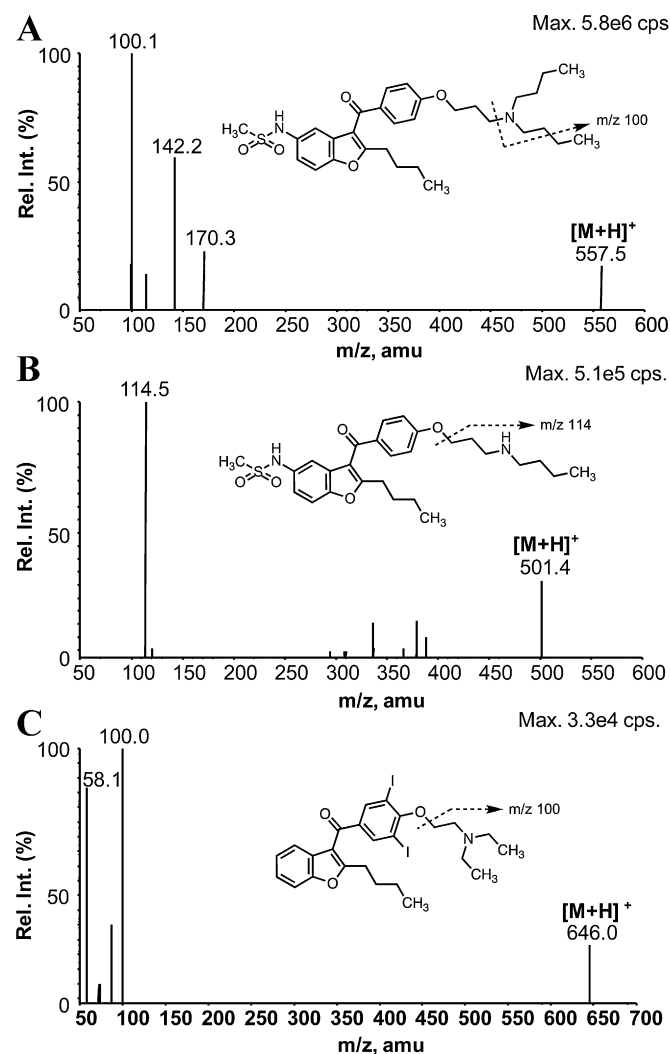 A
Max. 5.8e6 cps
100.1
142.2
170.3
[M+H]+
557.5
m/z 100
O
O
H
N
H3C
S
O
O
O
CH3
N
CH3
CH3
Rel. Int. (%)
100
50
0
50 100 150 200 250 300 350 400 450 500 550 600
m/z, amu
B
Max. 5.1e5 cps.
114.5
m/z 114
O
O
H
N
H3C
S
O
O
O
CH3
H
N
CH3
[M+H]+
501.4
Rel. Int. (%)
100
50
0
50 100 150 200 250 300 350 400 450 500 550 600
m/z, amu
C
Max. 3.3e4 cps.
100.0
58.1
I
O
O
I
N
CH3
CH3
O
CH3
m/z 100
[M+H] +
646.0
Rel. Int. (%)
100
50
0
50 100 150 200 250 300 350 400 450 500 550 600 650 700
m/z, amu